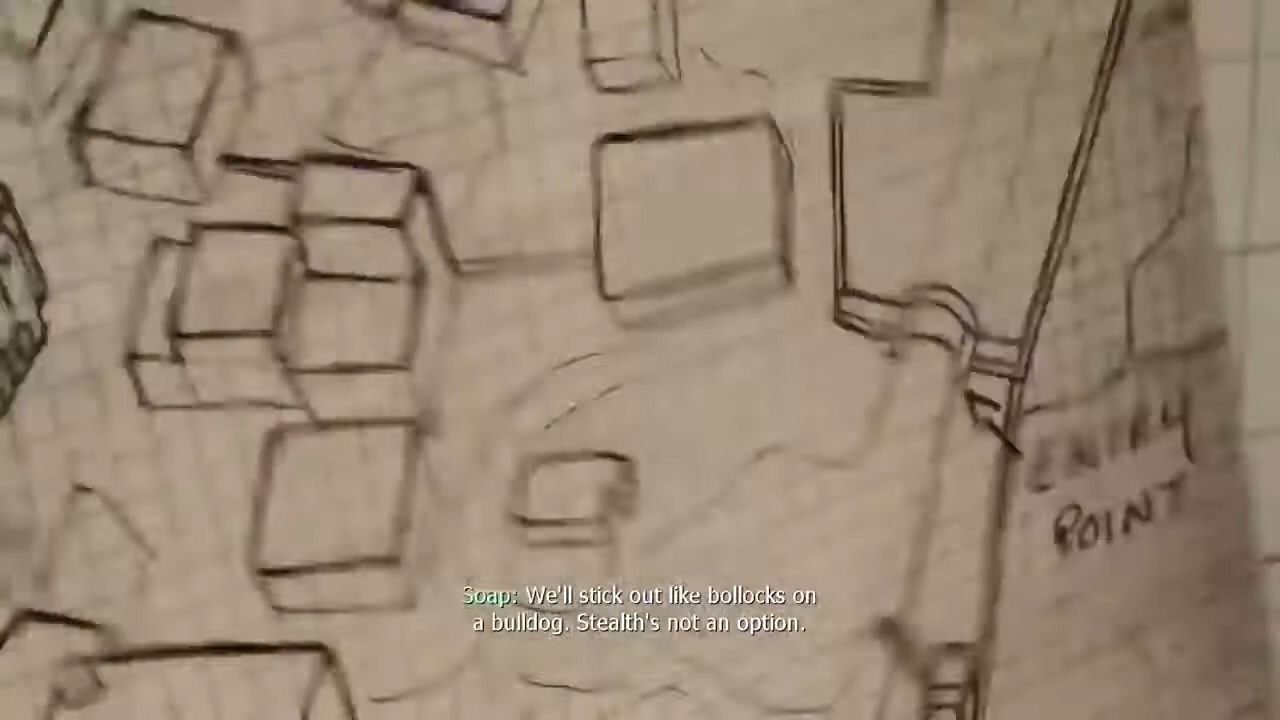 ENTRY
POINT
Soap: We'll stick out like bollocks on
a bulldog. Stealth's not an option.